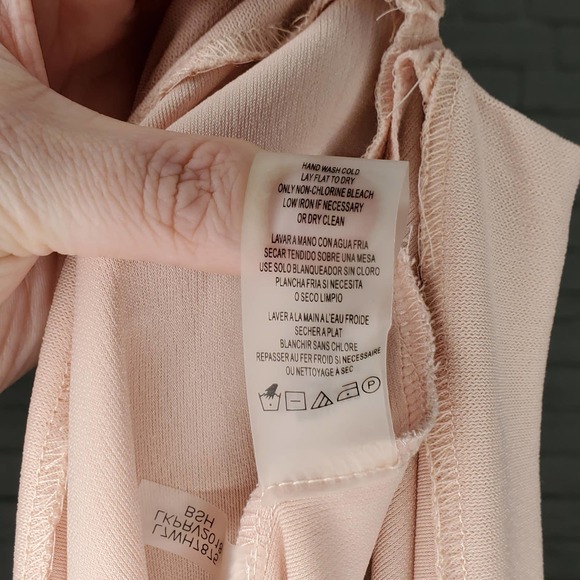 HAND WASH COLD
LAY FLAT TO DRY
ONLY NON-CHLORINE BLEACH
LOW IRON IF NECESSARY
OR DRY CLEAN
LAVAR A MANO CON AGUA FRIA
SECAR TENDIDO SOBRE UNA MESA
USE SOLO BLANQUEADOR SIN CLORO
PLANCHA FRIA SI NECESITA
O SECO LIMPIO
LAVER A LA MAIN A L'EAU FROIDE
SECHER A PLAT
BLANCHIR SANS CHLORE
REPASSER AU FER FROID SI NECESSAIRE
OU NETTOYAGE A SEC
P
L7WH7875
LKPRV2018
BSH